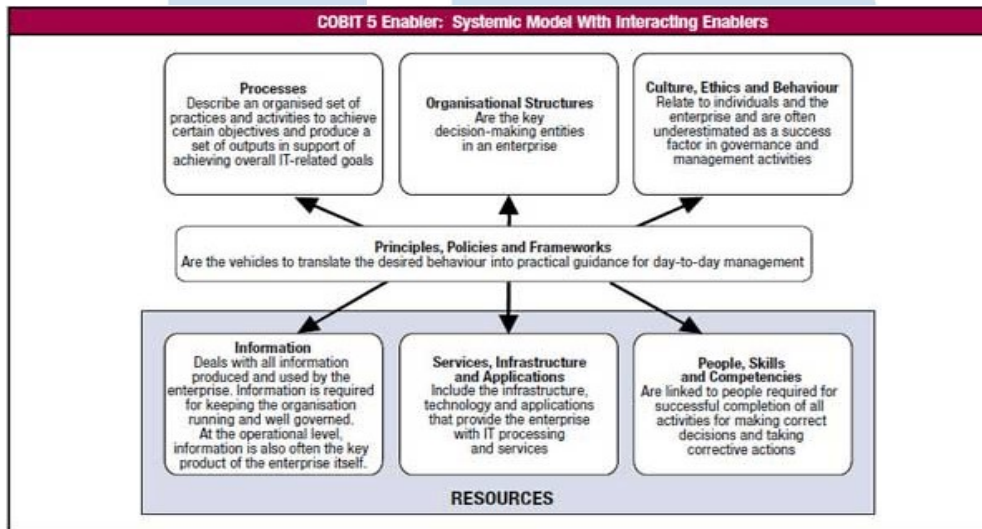 COBIT 5 Enabler: Systemic Model With Interacting Enablers
Processes
Describe an organised set of
practices and activities to achieve
certain objectives and produce a
set of outputs in support of
achieving overall IT-related goals
Organisational Structures
Are the key
decision-making entities
in an enterprise
Culture, Ethics and Behaviour
Relate to individuals and the
enterprise and are often
underestimated as a success
factor in governance and
management activities
Principles, Policies and Frameworks
Are the vehicles to translate the desired behaviour into practical guidance for day-to-day management
Information
Deals with all information
produced and used by the
enterprise. Information is required
for keeping the organisation
running and well governed.
At the operational level,
information is also often the key
product of the enterprise itself.
Services, Infrastructure
and Applications
Include the infrastructure,
technology and applications
that provide the enterprise
with IT processing
and services
People, Skills
and Competencies
Are linked to people required for
successful completion of all
activities for making correct
decisions and taking
corrective actions
RESOURCES